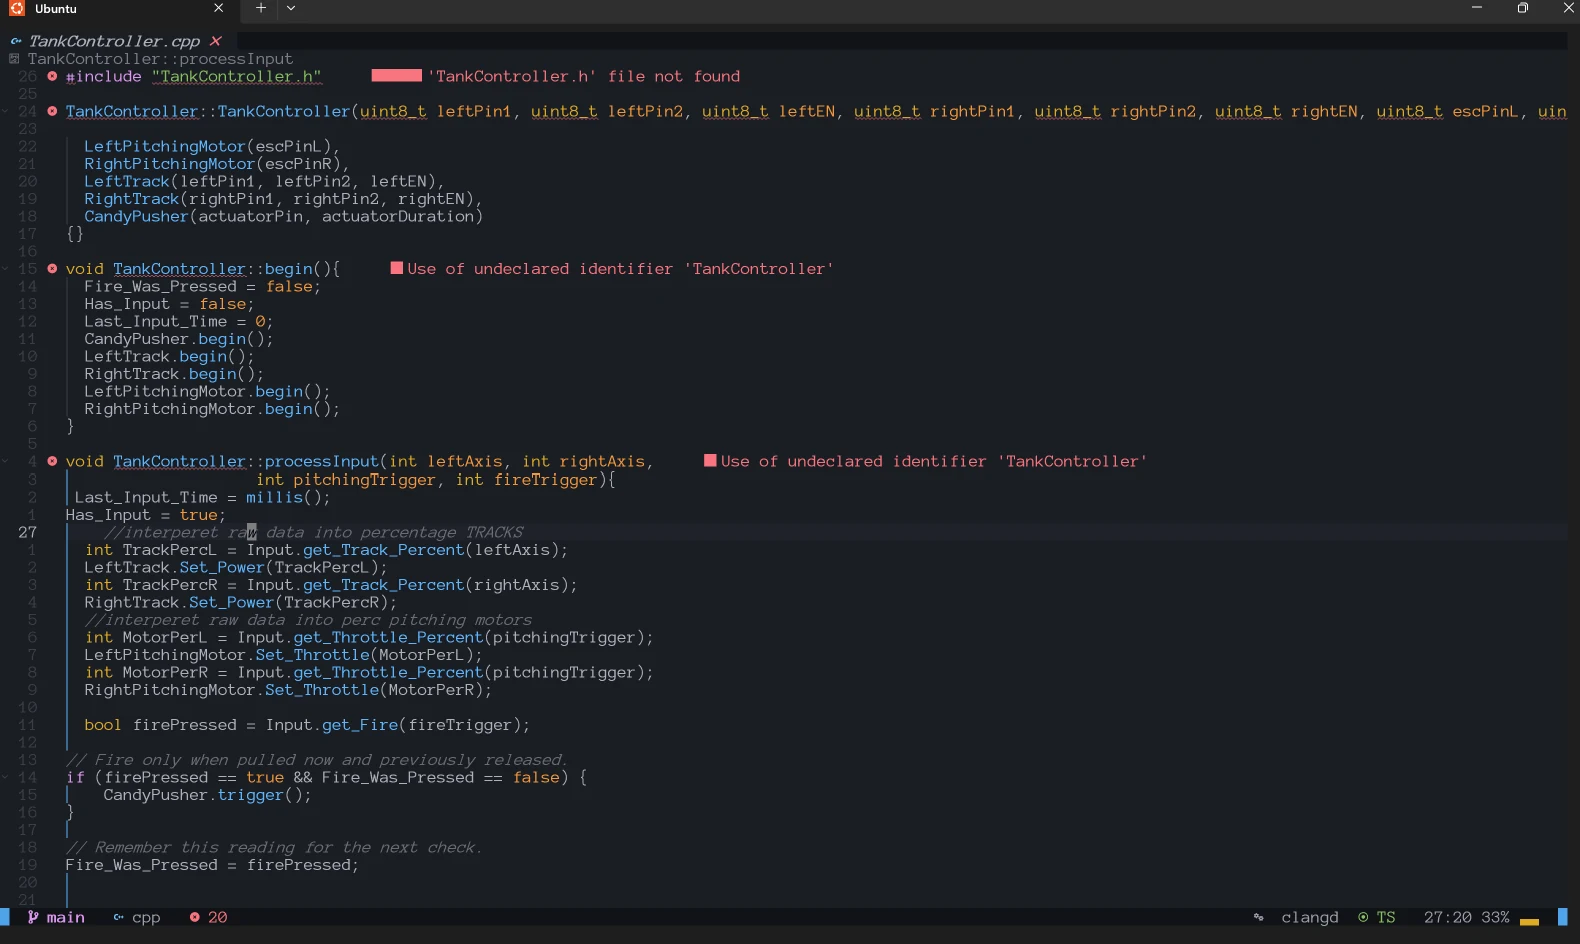 Ubuntu
TankController.cpp
TankController::processInput
26 #include "TankController.h" 'TankController.h' file not found
25
24 TankController::TankController(uint8_t leftPin1, uint8_t leftPin2, uint8_t leftEN, uint8_t rightPin1, uint8_t rightPin2, uint8_t rightEN, uint8_t escPinL, uin
23
22 LeftPitchingMotor(escPinL),
21 RightPitchingMotor(escPinR),
20 LeftTrack(leftPin1, leftPin2, leftEN),
19 RightTrack(rightPin1, rightPin2, rightEN),
18 CandyPusher(actuatorPin, actuatorDuration)
17 {}
16
15 void TankController::begin(){ Use of undeclared identifier 'TankController'
14 Fire_Was_Pressed = false;
13 Has_Input = false;
12 Last_Input_Time = 0;
11 CandyPusher.begin();
10 LeftTrack.begin();
9 RightTrack.begin();
8 LeftPitchingMotor.begin();
7 RightPitchingMotor.begin();
6 }
5
4 void TankController::processInput(int leftAxis, int rightAxis, Use of undeclared identifier 'TankController'
3 int pitchingTrigger, int fireTrigger){
2 Last_Input_Time = millis();
1 Has_Input = true;
27 //interperet raw data into percentage TRACKS
1 int TrackPercL = Input.get_Track_Percent(leftAxis);
2 LeftTrack.Set_Power(TrackPercL);
3 int TrackPercR = Input.get_Track_Percent(rightAxis);
4 RightTrack.Set_Power(TrackPercR);
5 //interperet raw data into perc pitching motors
6 int MotorPerL = Input.get_Throttle_Percent(pitchingTrigger);
7 LeftPitchingMotor.Set_Throttle(MotorPerL);
8 int MotorPerR = Input.get_Throttle_Percent(pitchingTrigger);
9 RightPitchingMotor.Set_Throttle(MotorPerR);
10
11 bool firePressed = Input.get_Fire(fireTrigger);
12
13 // Fire only when pulled now and previously released.
14 if (firePressed == true && Fire_Was_Pressed == false) {
15 CandyPusher.trigger();
16 }
17
18 // Remember this reading for the next check.
19 Fire_Was_Pressed = firePressed;
20
21
main cpp 20 clangd TS 27:20 33%